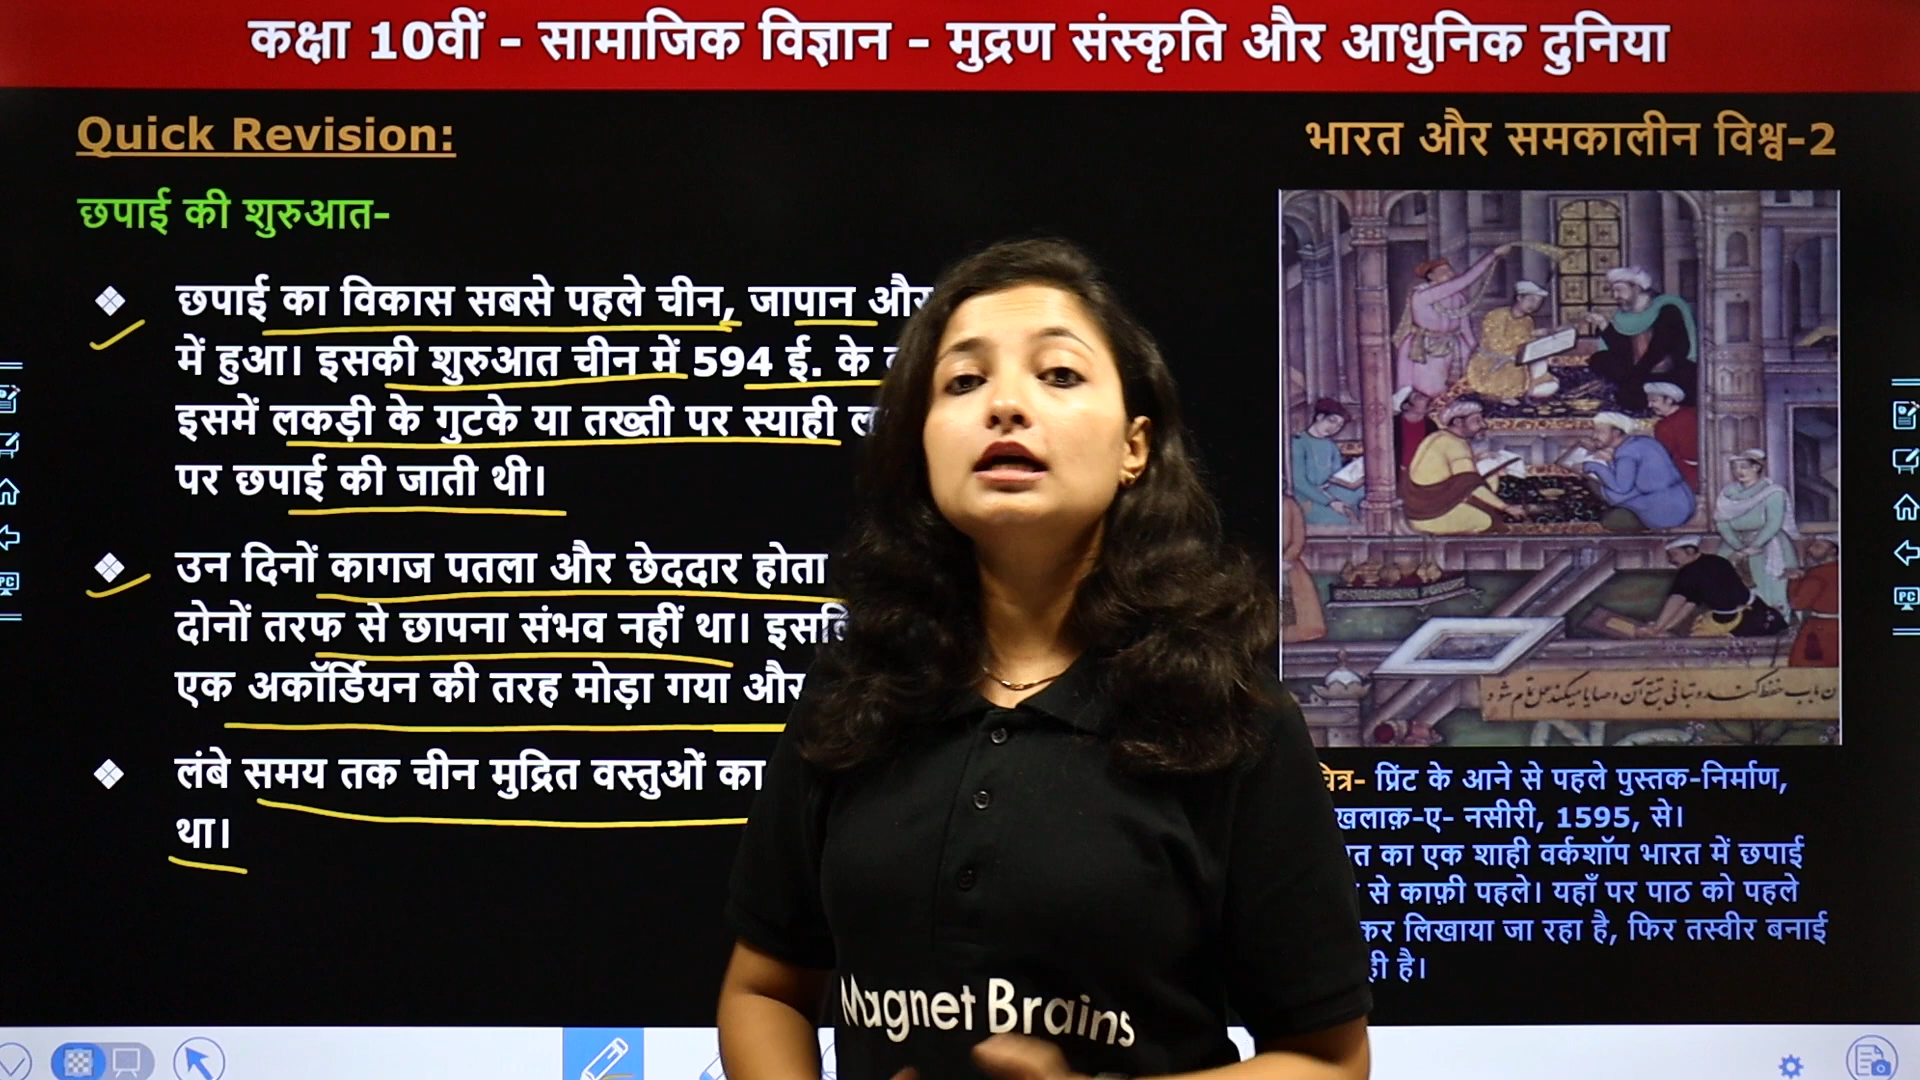 कक्षा 10वीं - सामाजिक विज्ञान - मुद्रण संस्कृति और आधुनिक दुनिया
Quick Revision:
भारत और समकालीन विश्व-2
छपाई की शुरुआत-
छपाई का विकास सबसे पहले चीन, जापान और
में हुआ। इसकी शुरुआत चीन में 594 ई. के
इसमें लकड़ी के गुटके या तख्ती पर स्याही
पर छपाई की जाती थी।
उन दिनों कागज पतला और छेददार होता
दोनों तरफ से छापना संभव नहीं था।
एक अकॉर्डियन की तरह मोड़ा गया और
लंबे समय तक चीन मुद्रित वस्तुओं का
था।
प्रिंट के आने से पहले पुस्तक-निर्माण,
नसीरी, 1595, से।
का एक शाही वर्कशॉप भारत में छपाई
से काफ़ी पहले। यहाँ पर पाठ को पहले
लिखाया जा रहा है, फिर तस्वीर बनाई
है।
Magnet Brains
PC
PC